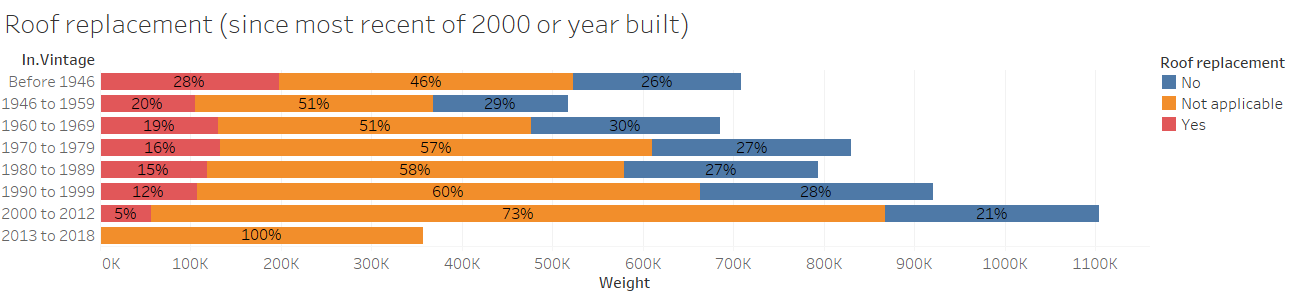 Roof replacement (since most recent of 2000 or year built)
In.Vintage
Before 1946 28% 46% 26%
1946 to 1959 20% 51% 29%
1960 to 1969 19% 51% 30%
1970 to 1979 16% 57% 27%
1980 to 1989 15% 58% 27%
1990 to 1999 12% 60% 28%
2000 to 2012 5% 73% 21%
2013 to 2018 100%
0K 100K 200K 300K 400K 500K 600K 700K 800K 900K 1000K 1100K
Weight
Roof replacement
No
Not applicable
Yes